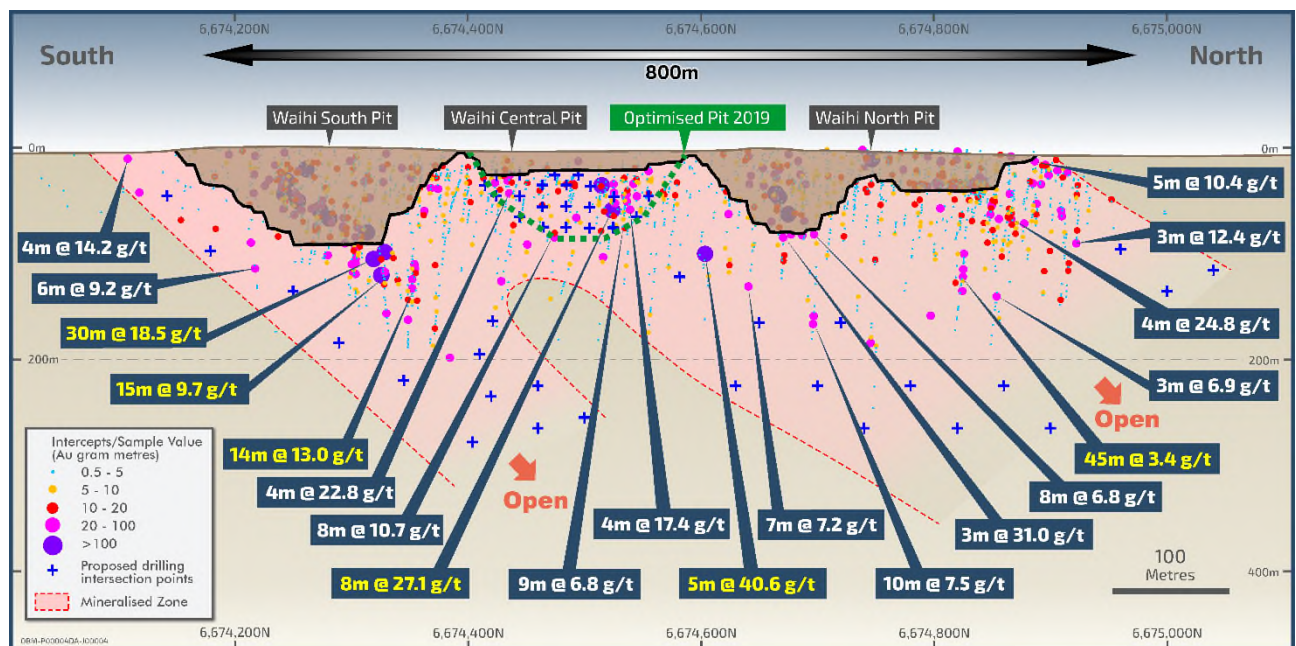 6,674,200N 6,674,400N 6,674,600N 6,674,800N 6,675,000N
South
North
800m
Waihi South Pit
Waihi Central Pit
Optimised Pit 2019
Waihi North Pit
0m
0m
5m @ 10.4 g/t
4m @ 14.2 g/t
3m @ 12.4 g/t
6m @ 9.2 g/t
30m @ 18.5 g/t
4m @ 24.8 g/t
200m
200m
15m @ 9.7 g/t
3m @ 6.9 g/t
Open
14m @ 13.0 g/t
45m @ 3.4 g/t
4m @ 22.8 g/t
Open
8m @ 6.8 g/t
8m @ 10.7 g/t
4m @ 17.4 g/t
7m @ 7.2 g/t
3m @ 31.0 g/t
8m @ 27.1 g/t
9m @ 6.8 g/t
5m @ 40.6 g/t
10m @ 7.5 g/t
Intercepts/Sample Value
(Au gram metres)
0.5 - 5
5 - 10
10 - 20
20 - 100
>100
Proposed drilling
intersection points
Mineralised Zone
100
Metres
400m
OBM-P00004DA-J00004
6,674,200N 6,674,400N 6,674,600N 6,674,800N 6,675,000N